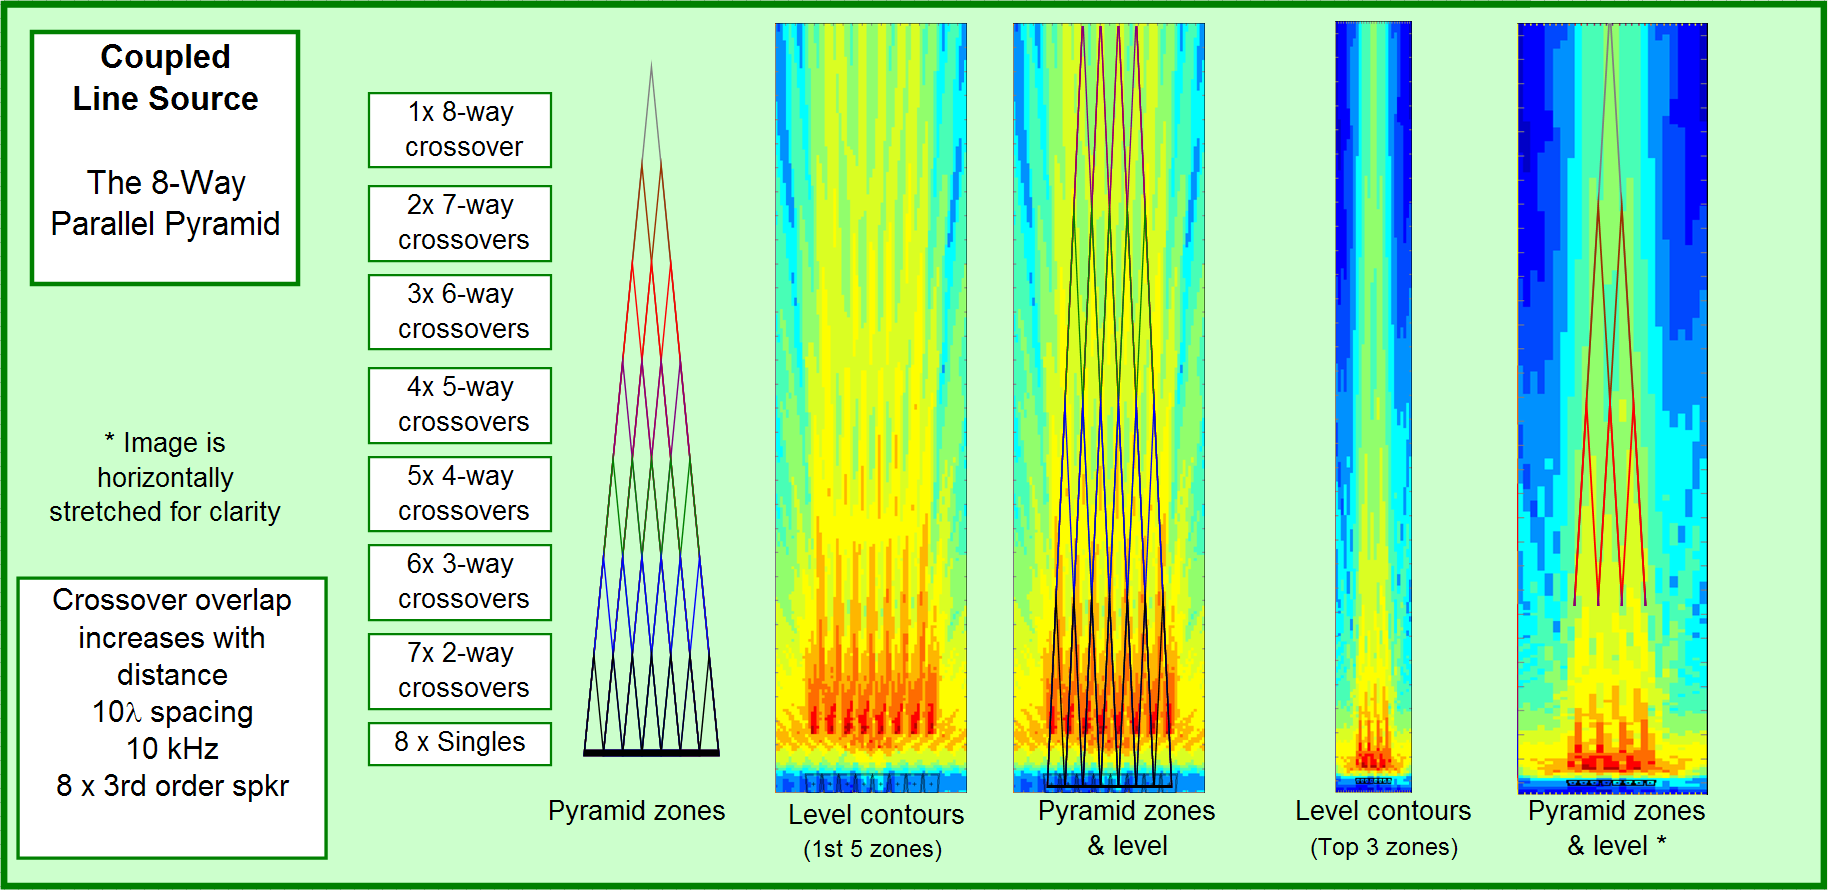 Coupled
Line Source
The 8-Way
Parallel Pyramid
* Image is
horizontally
stretched for clarity
Crossover overlap
increases with
distance
10λ spacing
10 kHz
8 x 3rd order spkr
1x 8-way
crossover
2x 7-way
crossovers
3x 6-way
crossovers
4x 5-way
crossovers
5x 4-way
crossovers
6x 3-way
crossovers
7x 2-way
crossovers
8 x Singles
Pyramid zones
Level contours
(1st 5 zones)
Pyramid zones
& level
Level contours
(Top 3 zones)
Pyramid zones
& level *